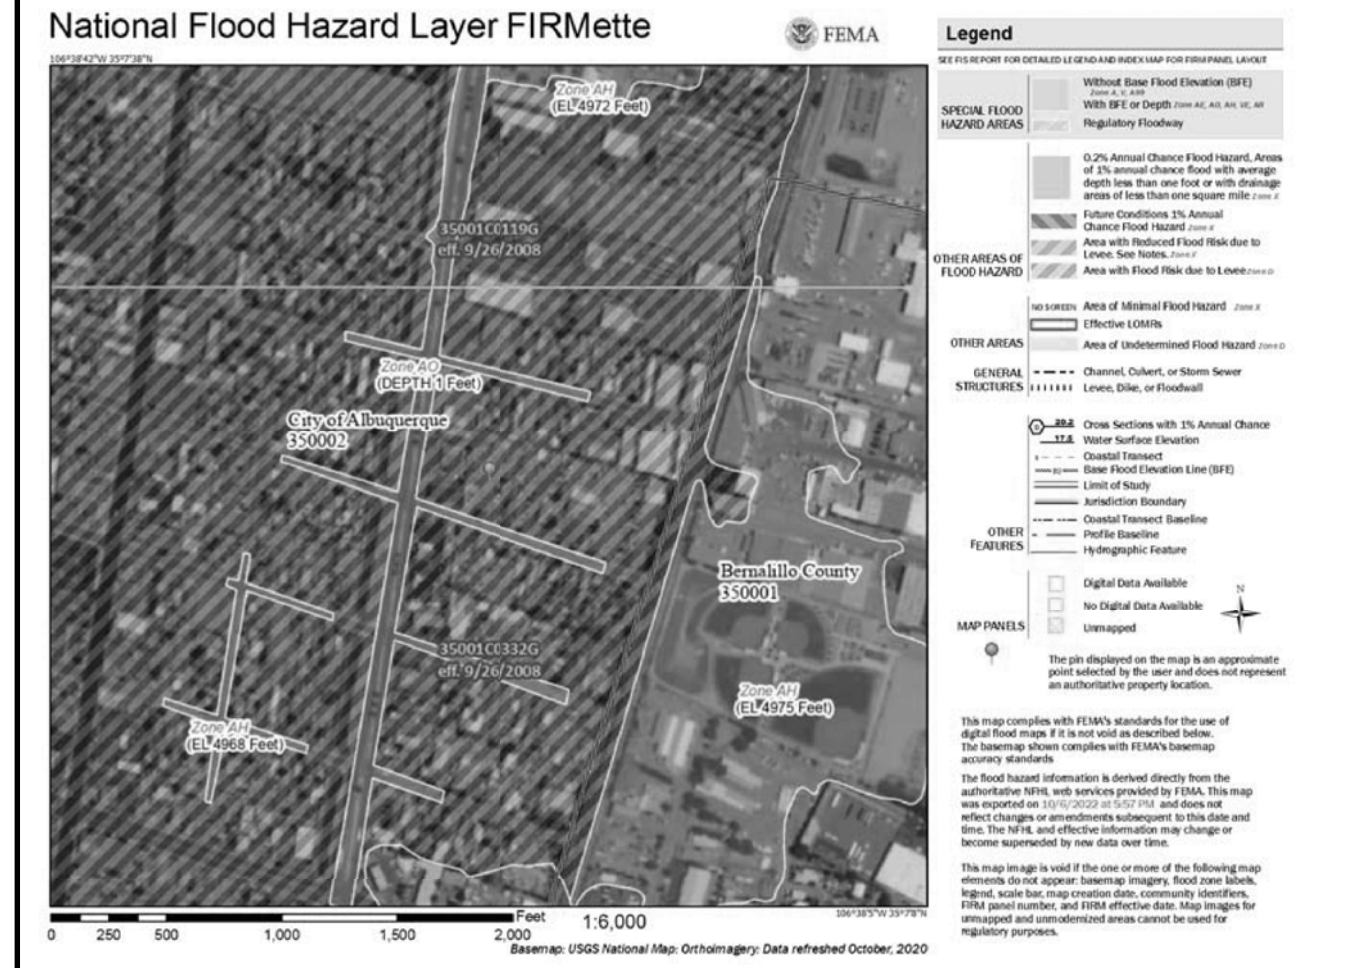 National Flood Hazard Layer FIRMette
FEMA
106°38'42"W 35°7'38"N
Zone AH
(EL 4972 Feet)
35001C0119G
eff. 9/26/2008
Zone AO
(DEPTH 1 Feet)
City of Albuquerque
350002
Bernalillo County
350001
35001C0332G
eff. 9/26/2008
Zone AH
(EL 4975 Feet)
Zone AH
(EL 4968 Feet)
106°38'5"W 35°7'8"N
Feet
1:6,000
0 250 500 1,000 1,500 2,000
Basemap: USGS National Map: Orthoimagery: Data refreshed October, 2020
Legend
SEE FIS REPORT FOR DETAILED LEGEND AND INDEX MAP FOR FIRM PANEL LAYOUT
SPECIAL FLOOD
HAZARD AREAS
Without Base Flood Elevation (BFE)
Zone A, V, A99
With BFE or Depth Zone AE, AO, AH, VE, AR
Regulatory Floodway
0.2% Annual Chance Flood Hazard, Areas
of 1% annual chance flood with average
depth less than one foot or with drainage
areas of less than one square mile Zone X
Future Conditions 1% Annual
Chance Flood Hazard Zone X
Area with Reduced Flood Risk due to
Levee. See Notes. Zone X
OTHER AREAS OF
FLOOD HAZARD
Area with Flood Risk due to Levee Zone D
NO SCREEN Area of Minimal Flood Hazard Zone X
Effective LOMRs
OTHER AREAS
Area of Undetermined Flood Hazard Zone D
GENERAL
STRUCTURES
Channel, Culvert, or Storm Sewer
Levee, Dike, or Floodwall
B 20.2 Cross Sections with 1% Annual Chance
17.5 Water Surface Elevation
Coastal Transect
Base Flood Elevation Line (BFE)
Limit of Study
Jurisdiction Boundary
Coastal Transect Baseline
OTHER
FEATURES
Profile Baseline
Hydrographic Feature
Digital Data Available
No Digital Data Available
MAP PANELS
Unmapped
N
The pin displayed on the map is an approximate
point selected by the user and does not represent
an authoritative property location.
This map complies with FEMA's standards for the use of
digital flood maps if it is not void as described below.
The basemap shown complies with FEMA's basemap
accuracy standards
The flood hazard information is derived directly from the
authoritative NFHL web services provided by FEMA. This map
was exported on 10/6/2022 at 5:57 PM and does not
reflect changes or amendments subsequent to this date and
time. The NFHL and effective information may change or
become superseded by new data over time.
This map image is void if the one or more of the following map
elements do not appear: basemap imagery, flood zone labels,
legend, scale bar, map creation date, community identifiers,
FIRM panel number, and FIRM effective date. Map images for
unmapped and unmodernized areas cannot be used for
regulatory purposes.